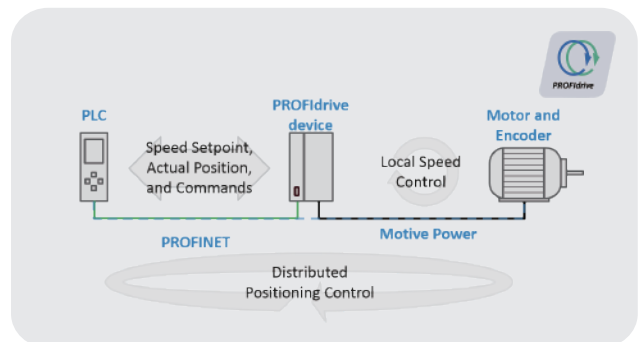 PROFIdrive
PLC
PROFIdrive
device
Motor and
Encoder
Speed Setpoint,
Actual Position,
and Commands
Local Speed
Control
PROFINET
Motive Power
Distributed
Positioning Control